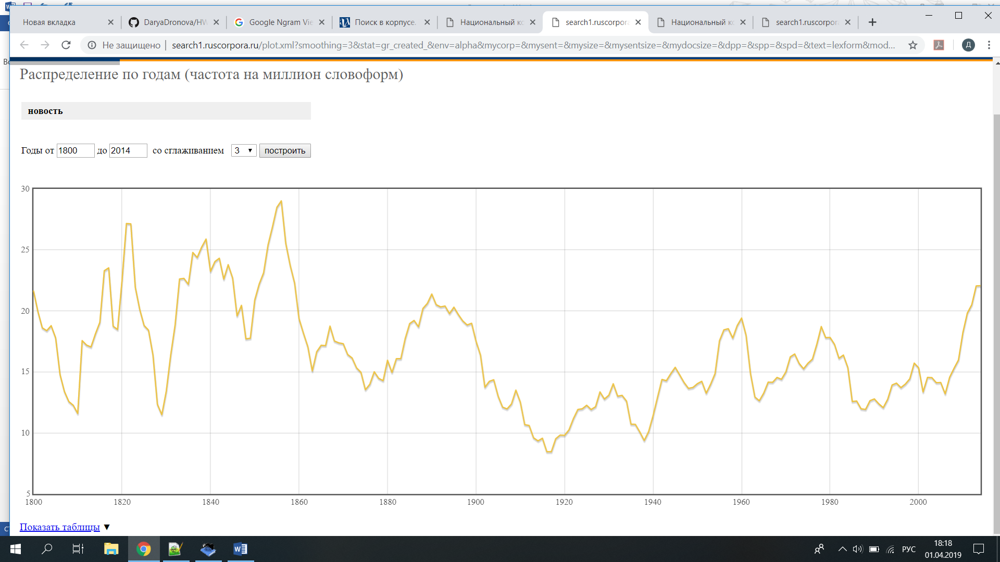 Новая вкладка
DaryaDronova/HW
Google Ngram Vie
Поиск в корпусе.
Национальный ко
search1.ruscorpora
Национальный ко
search1.ruscorpora
Не защищено
search1.ruscorpora.ru/plot.xml?smoothing=3&stat=gr_created_&env=alpha&mycorp=&mysent=&mysize=&mysentsize=&mydocsize=&dpp=&spp=&spd=&text=lexform&mod...
Д
Распределение по годам (частота на миллион словоформ)
новость
Годы от 1800 до 2014 со сглаживанием 3 построить
30
25
20
15
10
5
1800 1820 1840 1860 1880 1900 1920 1940 1960 1980 2000
Показать таблицы ▼
РУС
18:18
01.04.2019